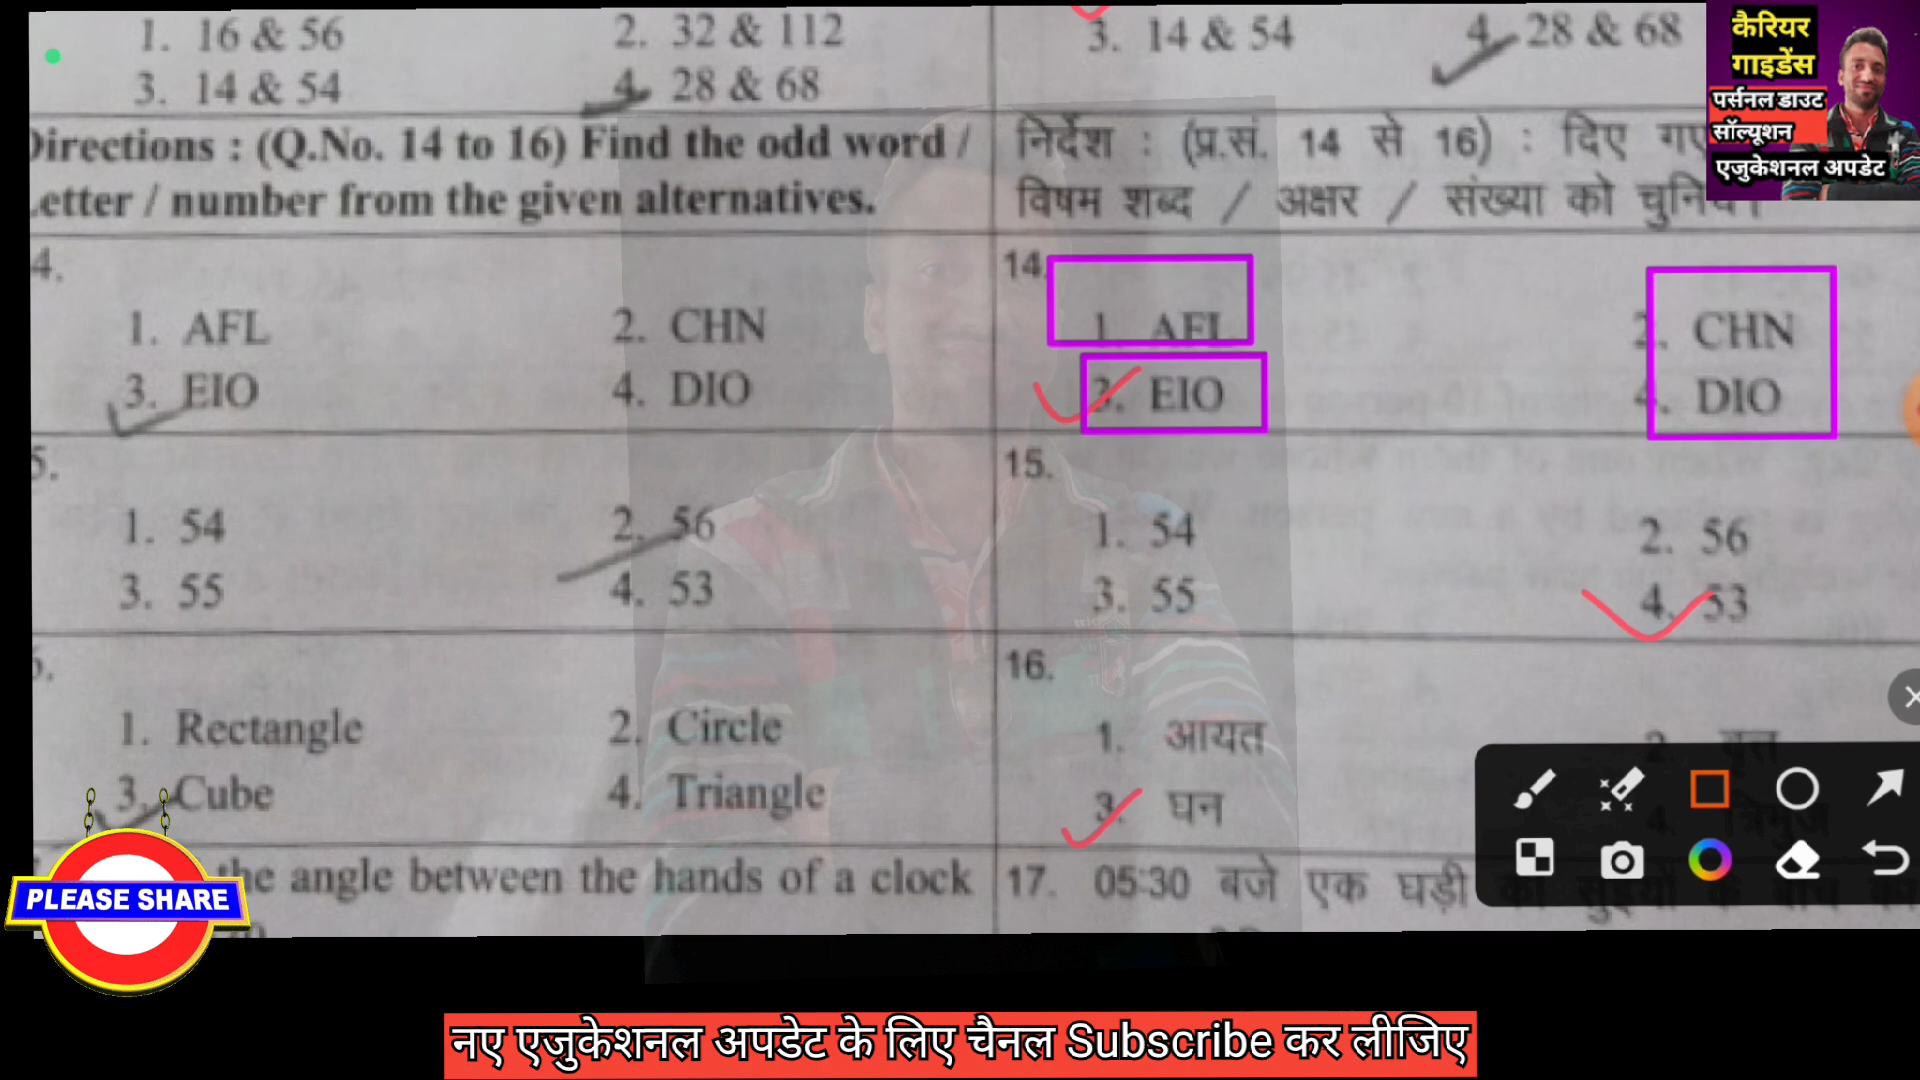 1. 16 & 56 2. 32 & 112
3. 14 & 54 4. 28 & 68
Directions : (Q.No. 14 to 16) Find the odd word /
etter / number from the given alternatives.
4.
1. AFL 2. CHN
3. EIO 4. DIO
5.
1. 54 2. 56
3. 55 4. 53
1. Rectangle 2. Circle
3. Cube 4. Triangle
the angle between the hands of a clock
3. 14 & 54 4. 28 & 68
निर्देश : (प्र.सं. 14 से 16) : दिए
विषम शब्द / अक्षर / संख्या को
14.
1. AFL 2. CHN
3. EIO 4. DIO
15.
1. 54 2. 56
3. 55 4. 53
16.
1. आयत 2. वृत्त
3. घन 4. त्रिभुज
17. 05:30 बजे एक घड़ी की सुइयों के बीच
कैरियर
गाइडेंस
पर्सनल डाउट
सॉल्यूशन
एजुकेशनल अपडेट
PLEASE SHARE
नए एजुकेशनल अपडेट के लिए चैनल Subscribe कर लीजिए